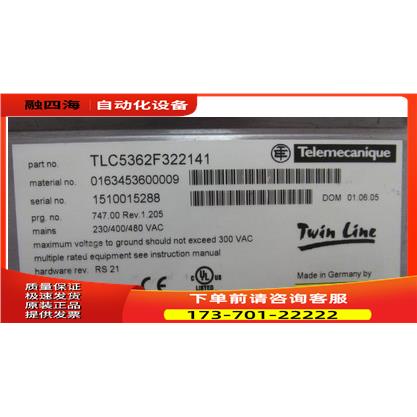 融四海
自动化设备
part no. TLC5362F322141
Telemecanique
material no. 0163453600009
serial no. 1510015288
DOM 01.06.05
prg. no. 747.00 Rev.1.205
mains 230/400/480 VAC
Twin Line
maximum voltage to ground should not exceed 300 VAC
multiple rated equipment see instruction manual
hardware rev. RS 21
Made in Germany by
C UL US
LISTED
质量保证
极速发货
原装正品
提供发票
下单前请咨询客服
173-701-22222